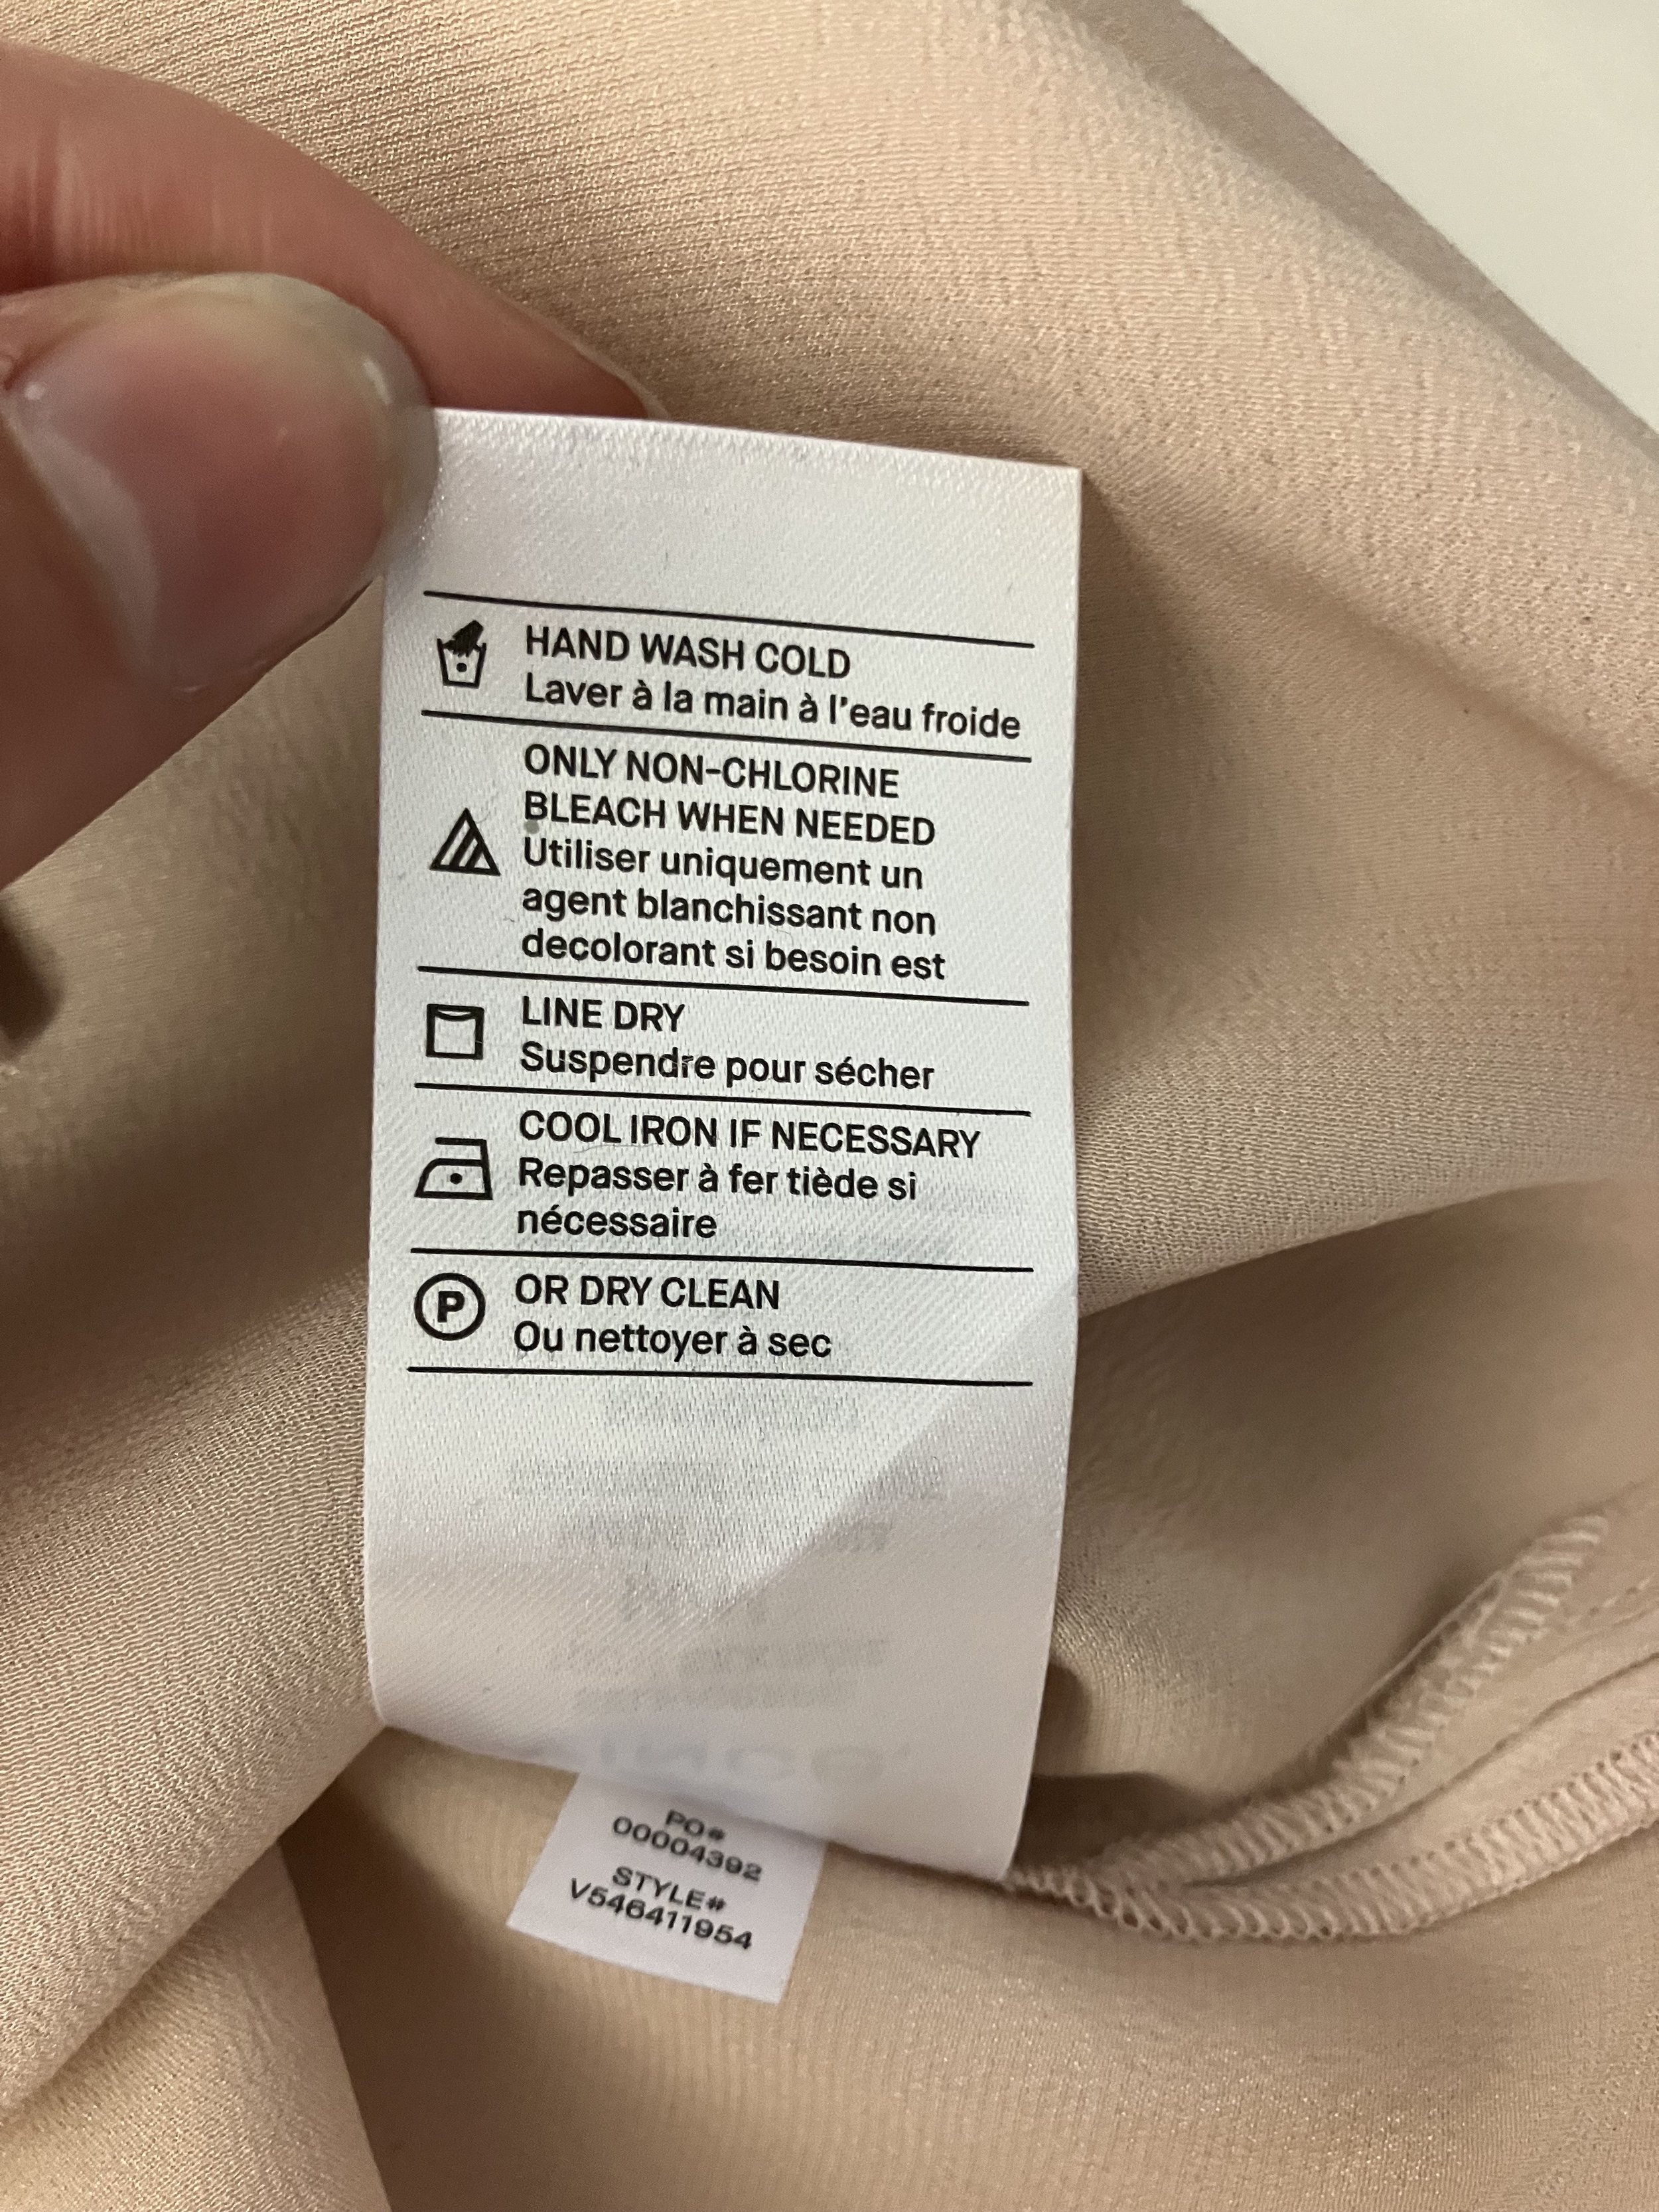 HAND WASH COLD
Laver à la main à l'eau froide
ONLY NON-CHLORINE
BLEACH WHEN NEEDED
Utiliser uniquement un
agent blanchissant non
decolorant si besoin est
LINE DRY
Suspendre pour sécher
COOL IRON IF NECESSARY
Repasser à fer tiède si
nécessaire
P
OR DRY CLEAN
Ou nettoyer à sec
PO#
00004392
STYLE#
V546411954